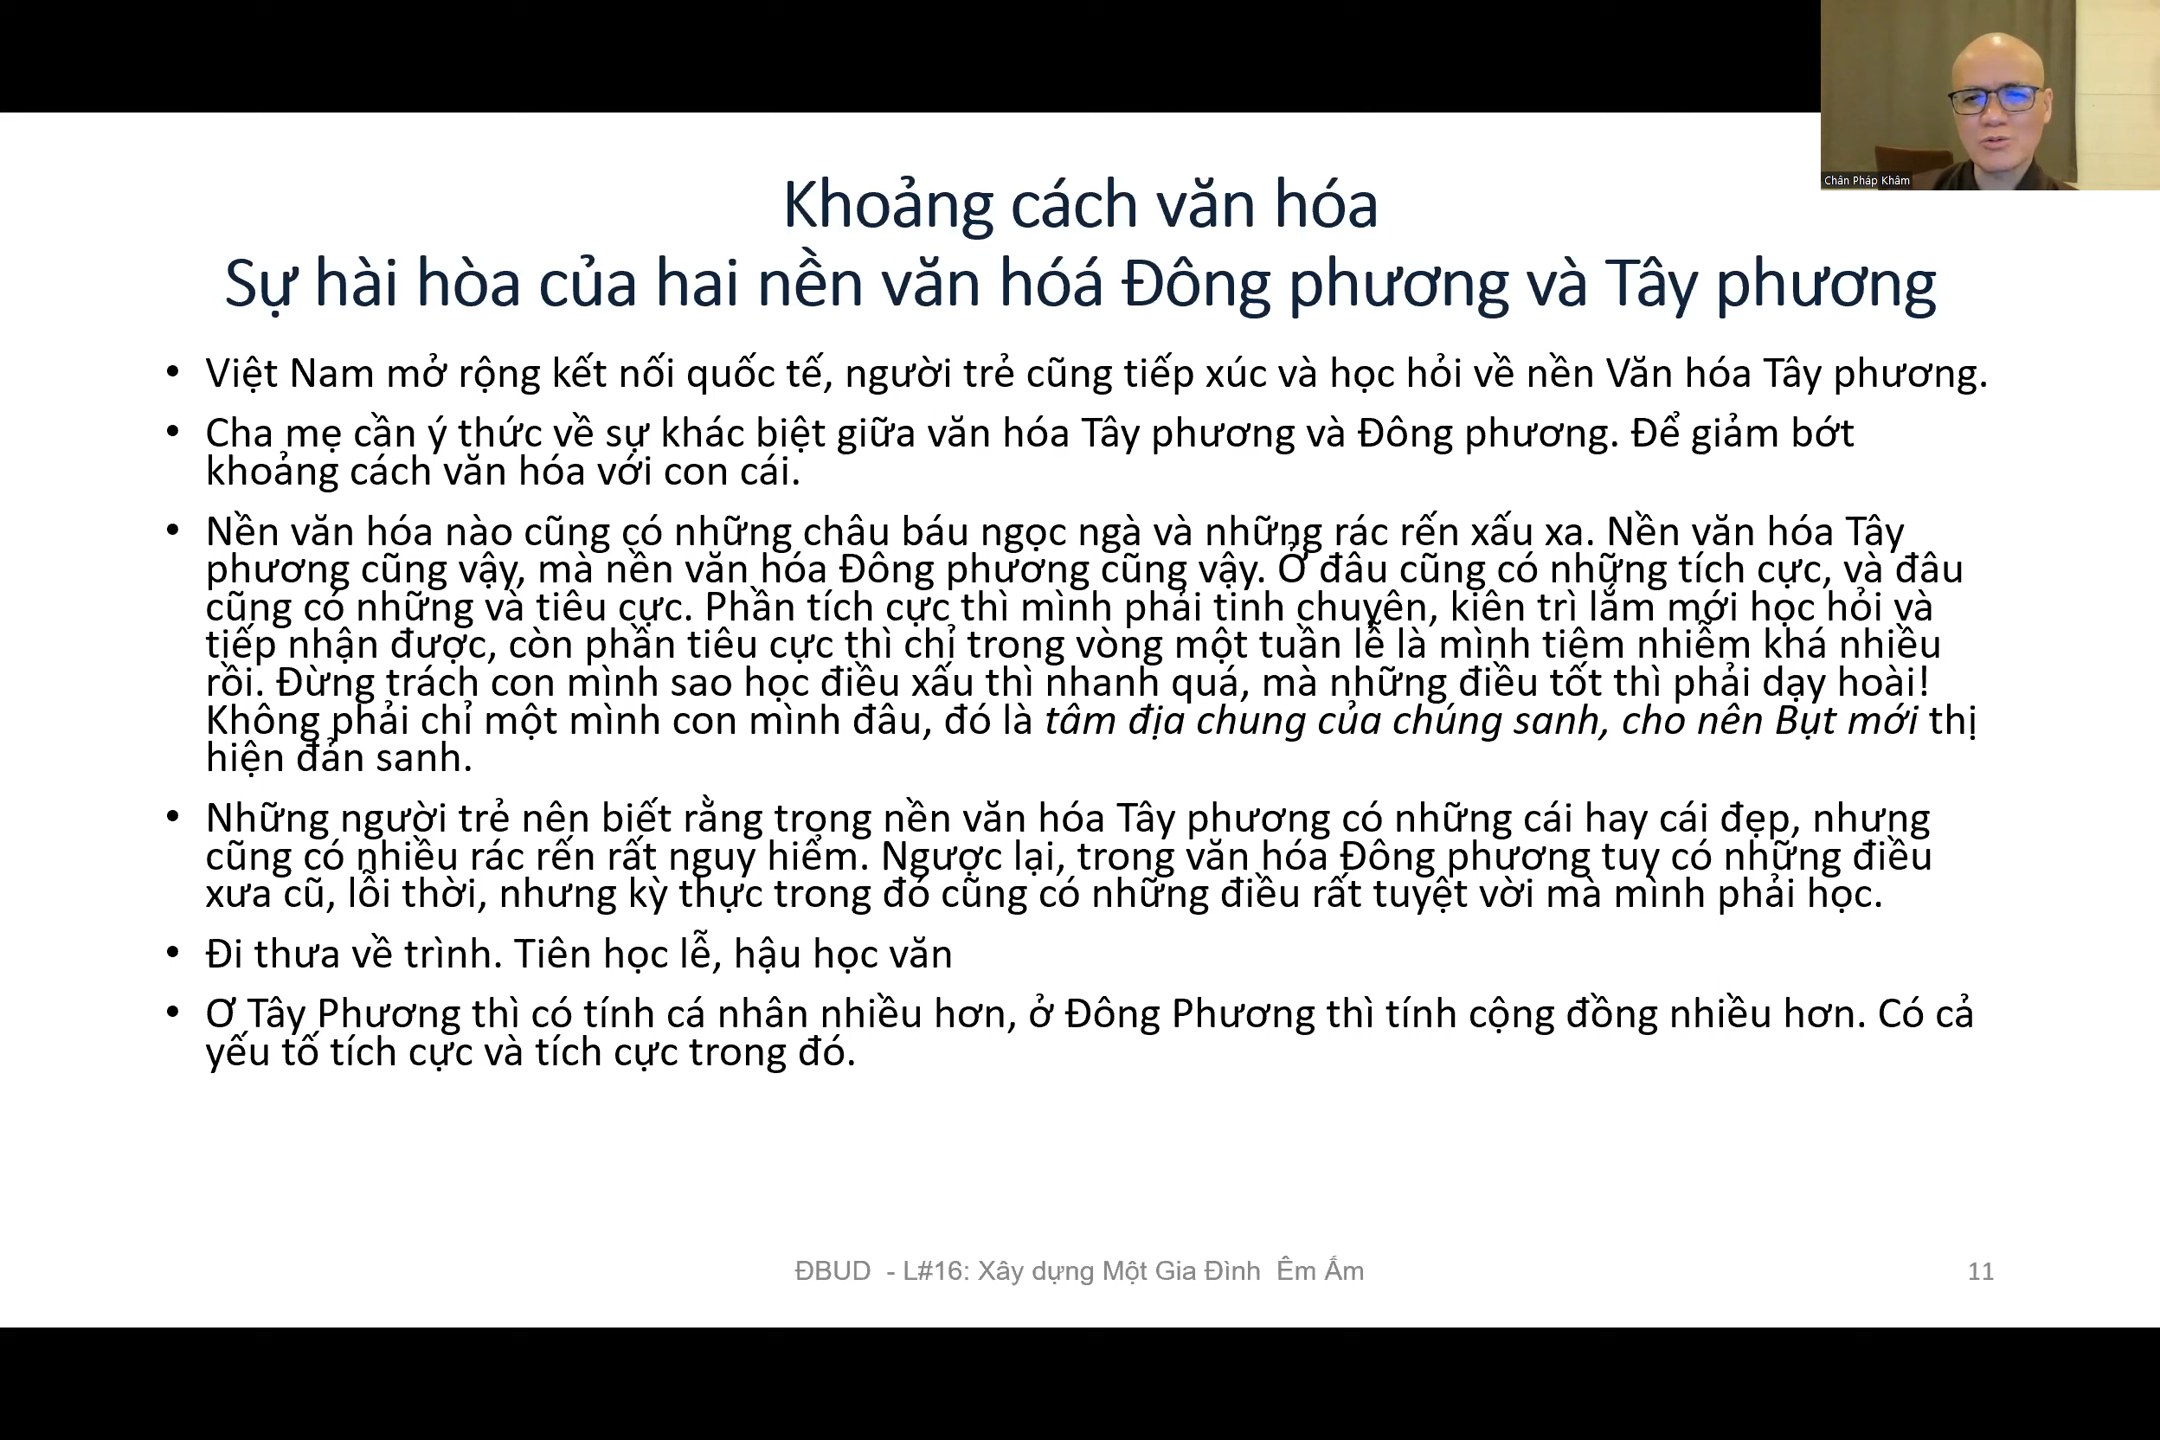 Chân Pháp Khâm
Khoảng cách văn hóa
Sự hài hòa của hai nền văn hóá Đông phương và Tây phương
• Việt Nam mở rộng kết nối quốc tế, người trẻ cũng tiếp xúc và học hỏi về nền Văn hóa Tây phương.
• Cha mẹ cần ý thức về sự khác biệt giữa văn hóa Tây phương và Đông phương. Để giảm bớt
khoảng cách văn hóa với con cái.
• Nền văn hóa nào cũng có những châu báu ngọc ngà và những rác rến xấu xa. Nền văn hóa Tây
phương cũng vậy, mà nền văn hóa Đông phương cũng vậy. Ở đâu cũng có những tích cực, và đâu
cũng có những và tiêu cực. Phần tích cực thì mình phải tinh chuyên, kiên trì lắm mới học hỏi và
tiếp nhận được, còn phần tiêu cực thì chỉ trong vòng một tuần lễ là mình tiêm nhiễm khá nhiều
rồi. Đừng trách con mình sao học điều xấu thì nhanh quá, mà những điều tốt thì phải dạy hoài!
Không phải chỉ một mình con mình đâu, đó là tâm địa chung của chúng sanh, cho nên Bụt mới thị
hiện đản sanh.
• Những người trẻ nên biết rằng trong nền văn hóa Tây phương có những cái hay cái đẹp, nhưng
cũng có nhiều rác rến rất nguy hiểm. Ngược lại, trong văn hóa Đông phương tuy có những điều
xưa cũ, lỗi thời, nhưng kỳ thực trong đó cũng có những điều rất tuyệt vời mà mình phải học.
• Đi thưa về trình. Tiên học lễ, hậu học văn
• Ơ Tây Phương thì có tính cá nhân nhiều hơn, ở Đông Phương thì tính cộng đồng nhiều hơn. Có cả
yếu tố tích cực và tích cực trong đó.
ĐBUD - L#16: Xây dựng Một Gia Đình Êm Ấm
11